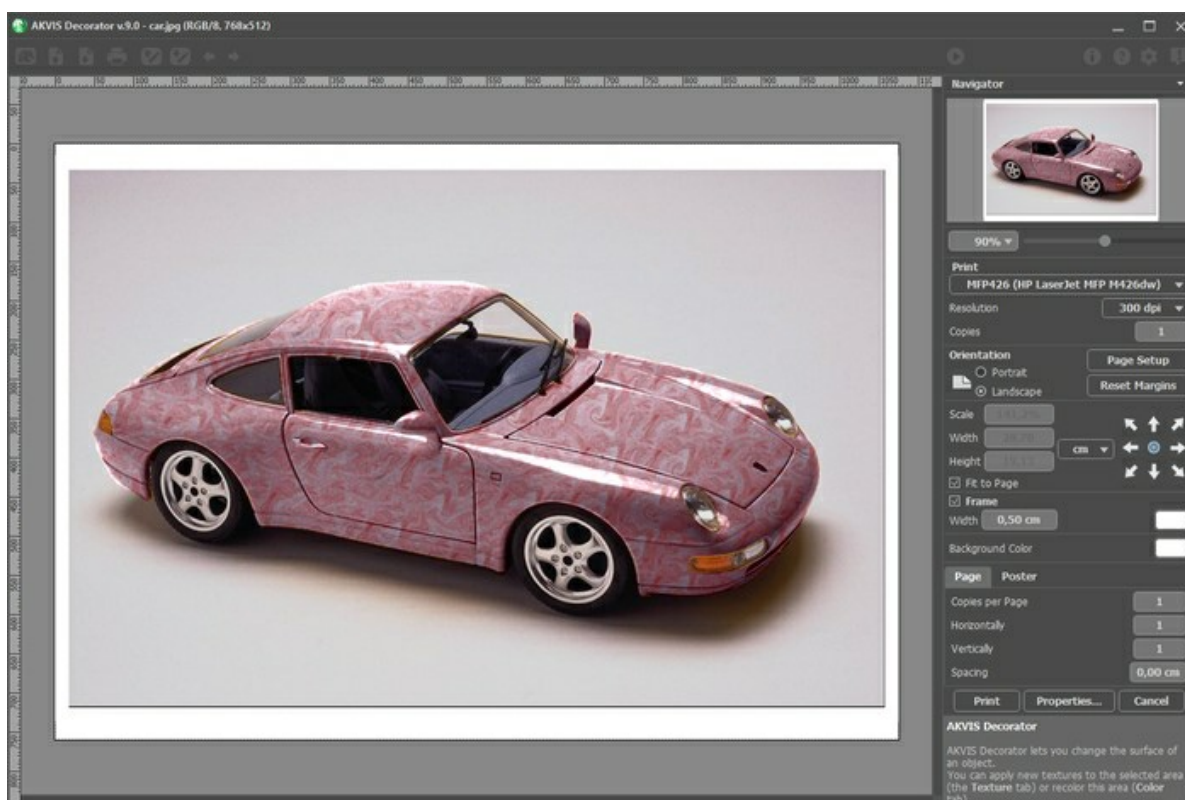 AKVIS Decorator v.9.0 - car.jpg (RGB/8, 768x512)
Navigator
90%
Print
MFP426 (HP LaserJet MFP M426dw)
Resolution 300 dpi
Copies 1
Orientation
Page Setup
Portrait
Landscape
Reset Margins
Scale
Width
cm
Height
Fit to Page
Frame
Width 0,50 cm
Background Color
Page Poster
Copies per Page 1
Horizontally 1
Vertically 1
Spacing 0,00 cm
Print Properties... Cancel
AKVIS Decorator
AKVIS Decorator lets you change the surface of
an object.
You can apply new textures to the selected area
(the Texture tab) or recolor this area (Color
tab).